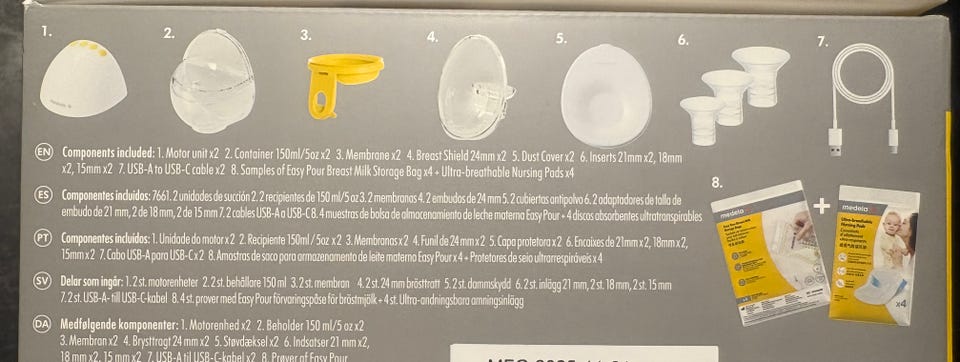 1.
2.
3.
4.
5.
6.
7.
medela
EN Components included: 1. Motor unit x2 2. Container 150ml/5oz x2 3. Membrane x2 4. Breast Shield 24mm x2 5. Dust Cover x2 6. Inserts 21mm x2, 18mm
x2, 15mm x2 7. USB-A to USB-C cable x2 8. Samples of Easy Pour Breast Milk Storage Bag x4 + Ultra-breathable Nursing Pads x4
8.
ES Componentes incluidos: 7661. 2 unidades de succión 2. 2 recipientes de 150 ml/5 oz 3. 2 membranas 4. 2 embudos de 24 mm 5. 2 cubiertas antipolvo 6. 2 adaptadores de talla de
embudo de 21 mm, 2 de 18 mm, 2 de 15 mm 7. 2 cables USB-A a USB-C 8. 4 muestras de bolsa de almacenamiento de leche materna Easy Pour + 4 discos absorbentes ultratranspirables
medela
+
medela
Ultra-breathable
Nursing Pads
x4
PT Componentes incluídos: 1. Unidade do motor x2 2. Recipiente 150ml /5oz x2 3. Membranas x2 4. Funil de 24 mm x2 5. Capa protetora x2 6. Encaixes de 21mm x2, 18mm x2,
15mm x2 7. Cabo USB-A para USB-C x2 8. Amostras de saco para armazenamento de leite materno Easy Pour x4 + Protetores de seio ultrarrespiráveis x4
SV Delar som ingår: 1. 2 st. motorenheter 2. 2 st. behållare 150 ml 3. 2 st. membran 4. 2 st. 24 mm brösttratt 5. 2 st. dammskydd 6. 2 st. inlägg 21 mm, 2 st. 18 mm, 2 st. 15 mm
7. 2 st. USB-A- till USB-C-kabel 8. 4 st. prover med Easy Pour förvaringspåse för bröstmjölk + 4 st. Ultra-andningsbara amningsinlägg
DA Medfølgende komponenter: 1. Motorenhed x2 2. Beholder 150 ml/5 oz x2
3. Membran x2 4. Brysttragt 24 mm x2 5. Støvdæksel x2 6. Indsatser 21 mm x2,
18 mm x2, 15 mm x2 7. USB-A til USB-C-kabel x2 8. Prøver af Easy Pour